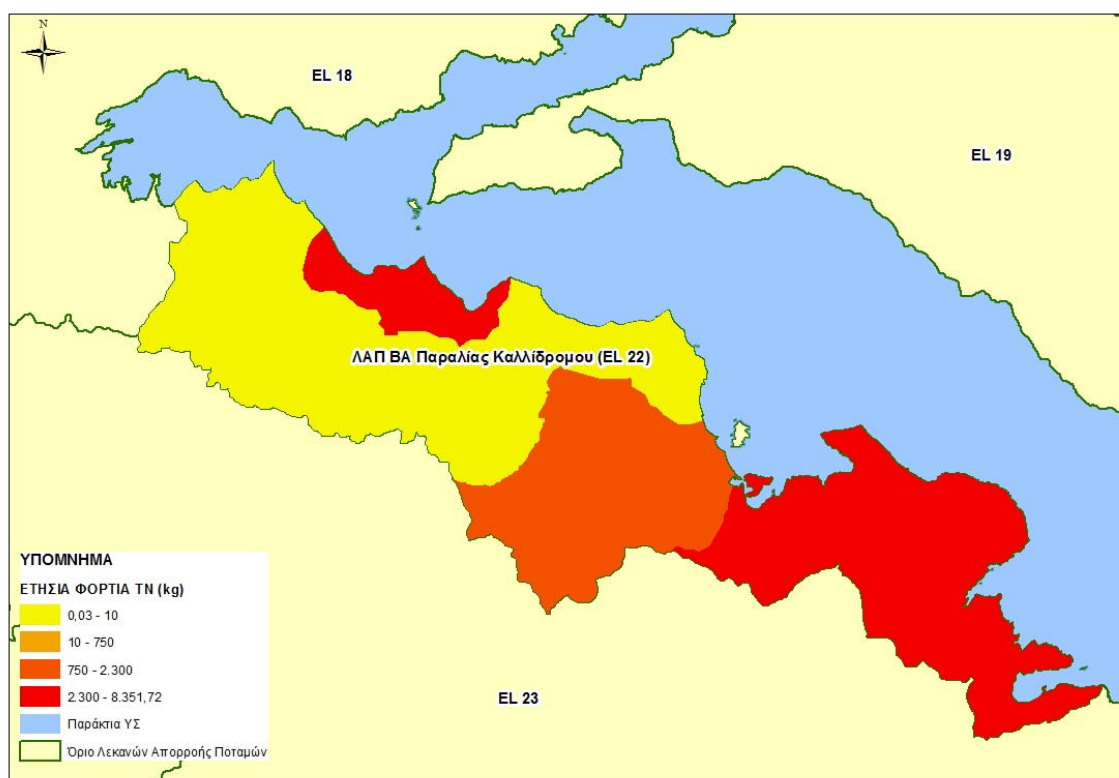 N
EL 18
EL 19
ΛΑΠ ΒΑ Παραλίας Καλλίδρομου (EL 22)
EL 23
ΥΠΟΜΝΗΜΑ
ΕΤΗΣΙΑ ΦΟΡΤΙΑ ΤΝ (kg)
0,03 - 10
10 - 750
750 - 2.300
2.300 - 8.351,72
Παράκτια ΥΣ
Όριο Λεκανών Απορροής Ποταμών